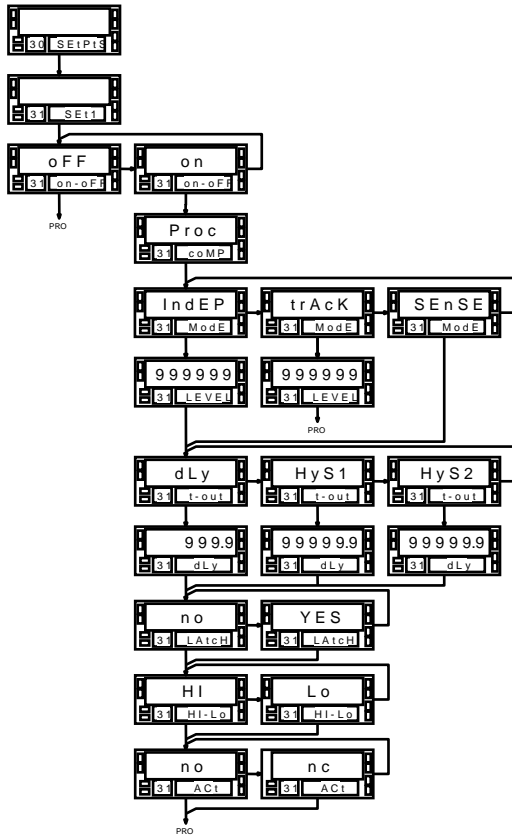 30 SEtPtS
31 SEt1
oFF on
31 on-oFF 31 on-oFF
PRO
Proc
31 coMP
IndEP trAcK SEnSE
31 ModE 31 ModE 31 ModE
999999 999999
31 LEVEL 31 LEVEL
PRO
dLy HyS1 HyS2
31 t-out 31 t-out 31 t-out
999.9 99999.9 99999.9
31 dLy 31 dLy 31 dLy
no YES
31 LAtcH 31 LAtcH
HI Lo
31 HI-Lo 31 HI-Lo
no nc
31 ACt 31 ACt
PRO